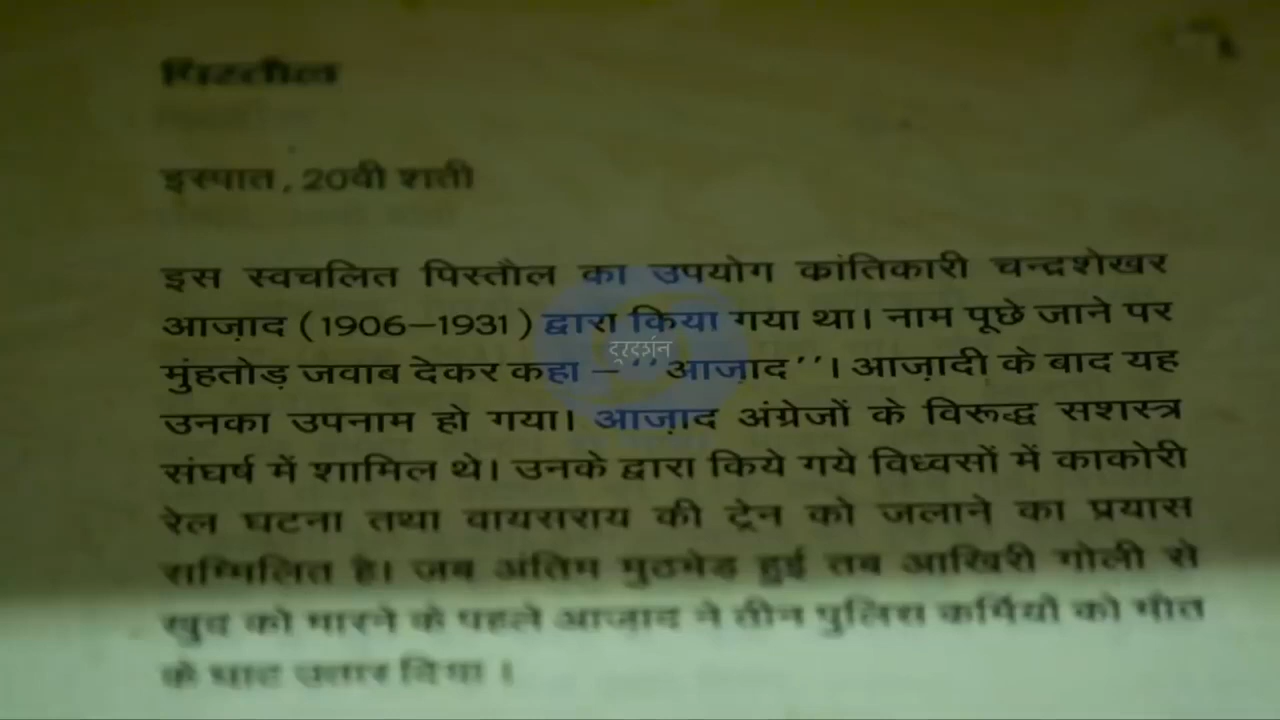 पिस्तौल
इस्पात, 20वी शती
इस स्वचलित पिस्तौल का उपयोग कांतिकारी चन्द्रशेखर
आज़ाद (1906–1931) द्वारा किया गया था। नाम पूछे जाने पर
मुंहतोड़ जवाब देकर कहा – ‘‘आज़ाद’’। आज़ादी के बाद यह
उनका उपनाम हो गया। आज़ाद अंग्रेजों के विरूद्ध सशस्त्र
संघर्ष में शामिल थे। उनके द्वारा किये गये विध्वसों में काकोरी
रेल घटना तथा वायसराय की ट्रेन को जलाने का प्रयास
सम्मिलित है। जब अंतिम मुठभेड हुई तब आखिरी गोली से
खुद को मारने के पहले आज़ाद ने तीन पुलिस कर्मियों को मौत
के घाट उतार दिया।
दूरदर्शन